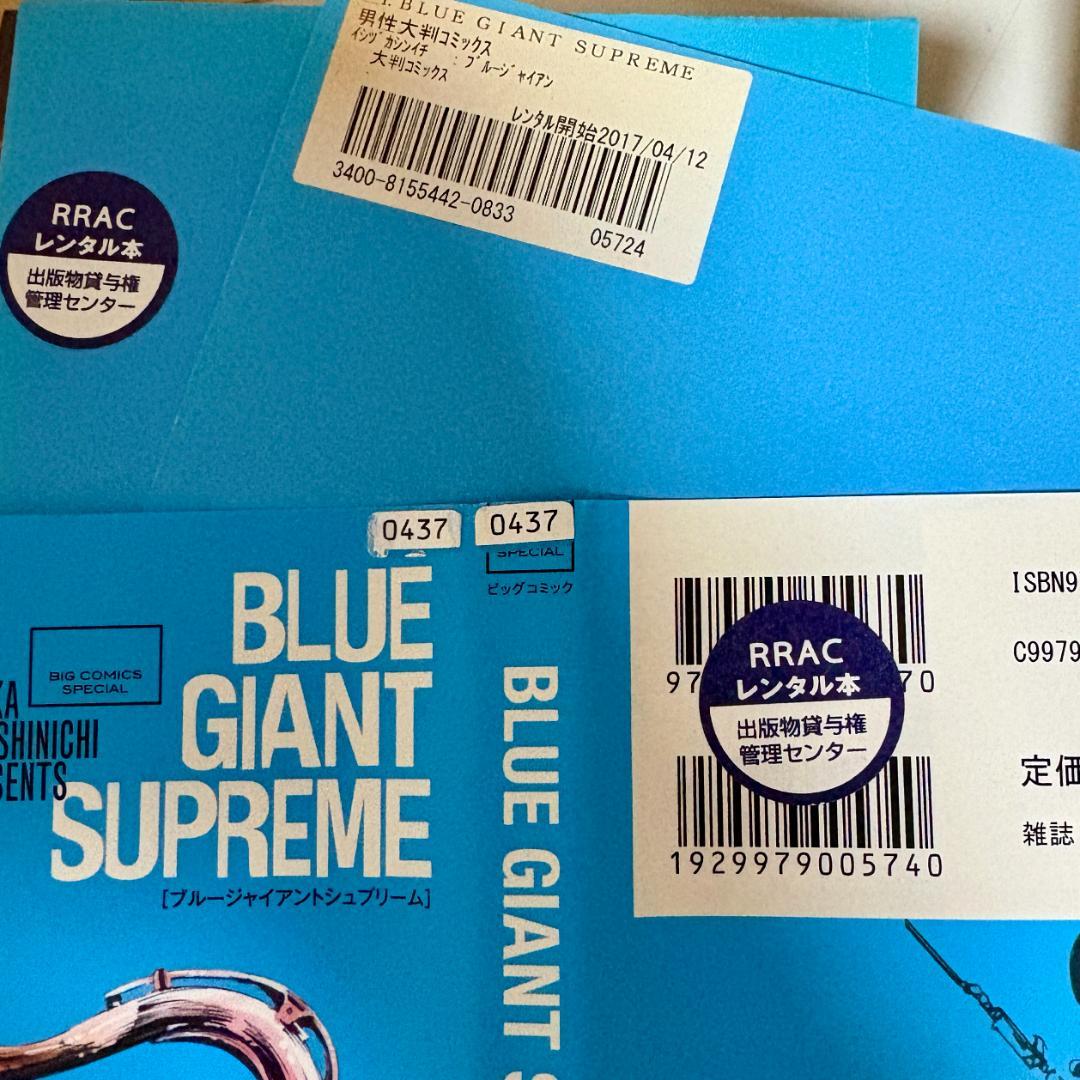 BLUE GIANT SUPREME
男性大判コミックス
イシヅカシンイチ : ブルージャイアン
大判コミックス
レンタル開始2017/04/12
3400-8155442-0833
05724
RRAC
レンタル本
出版物貸与権
管理センター
0437
0437
SPECIAL
ビッグコミック
BLUE
GIANT
SUPREME
[ブルージャイアントシュプリーム]
BIG COMICS
SPECIAL
SHINICHI
BLUE GIANT S
ISBN9
C9979
97
70
RRAC
レンタル本
出版物貸与権
管理センター
定価
雑誌
1929979005740